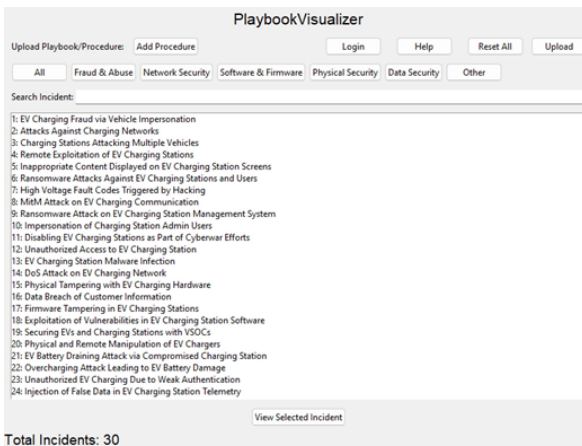 PlaybookVisualizer
Upload Playbook/Procedure: Add Procedure Login Help Reset All Upload
All Fraud & Abuse Network Security Software & Firmware Physical Security Data Security Other
Search Incident:
1: EV Charging Fraud via Vehicle Impersonation
2: Attacks Against Charging Networks
3: Charging Stations Attacking Multiple Vehicles
4: Remote Exploitation of EV Charging Stations
5: Inappropriate Content Displayed on EV Charging Station Screens
6: Ransomware Attacks Against EV Charging Stations and Users
7: High Voltage Fault Codes Triggered by Hacking
8: MitM Attack on EV Charging Communication
9: Ransomware Attack on EV Charging Station Management System
10: Impersonation of Charging Station Admin Users
11: Disabling EV Charging Stations as Part of Cyberwar Efforts
12: Unauthorized Access to EV Charging Station
13: EV Charging Station Malware Infection
14: DoS Attack on EV Charging Network
15: Physical Tampering with EV Charging Hardware
16: Data Breach of Customer Information
17: Firmware Tampering in EV Charging Stations
18: Exploitation of Vulnerabilities in EV Charging Station Software
19: Securing EVs and Charging Stations with VSOCs
20: Physical and Remote Manipulation of EV Chargers
21: EV Battery Draining Attack via Compromised Charging Station
22: Overcharging Attack Leading to EV Battery Damage
23: Unauthorized EV Charging Due to Weak Authentication
24: Injection of False Data in EV Charging Station Telemetry
View Selected Incident
Total Incidents: 30